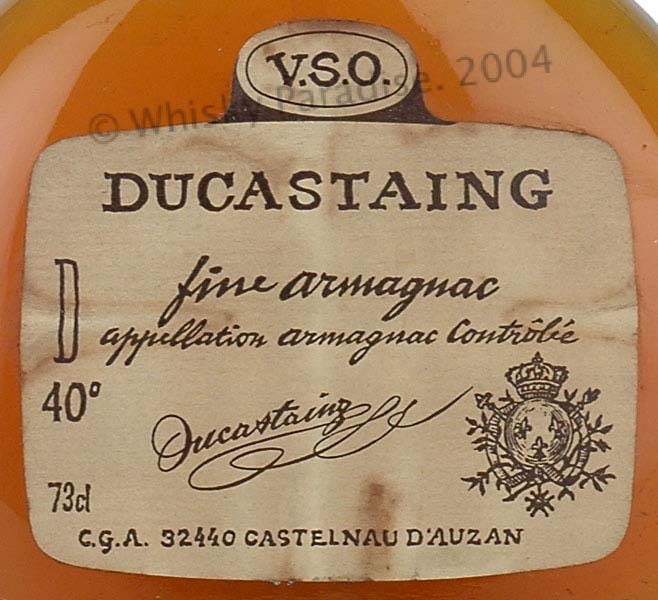 V.S.O.
© Whisky Paradise. 2004
DUCASTAING
fine armagnac
D
appellation armagnac Contrôlée
40°
Ducastaing
73cl
C.G.A. 32440 CASTELNAU D'AUZAN